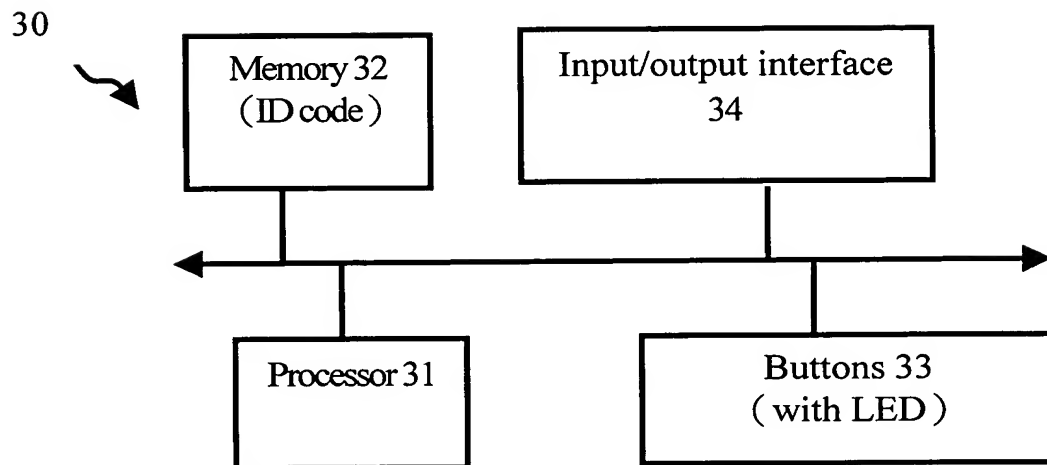 30
Memory 32
(ID code)
Input/output interface
34
Processor 31
Buttons 33
(with LED)